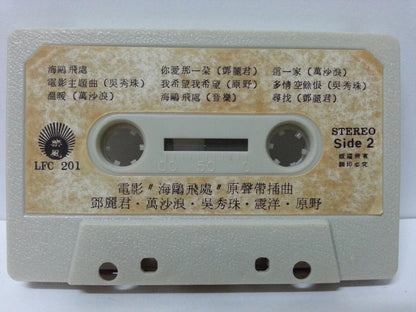 海鷗飛處 你愛那一朵(鄧麗君) 這一家(萬沙浪)
電影主題曲(吳秀珠) 我希望我希望(原野) 多情空餘恨(吳秀珠)
溫暖(萬沙浪) 海鷗飛處(音樂) 尋找(鄧麗君)
LFC 201
STEREO
Side 2
版權所有
翻印必究
電影"海鷗飛處"原聲帶插曲
鄧麗君·萬沙浪·吳秀珠·震洋·原野